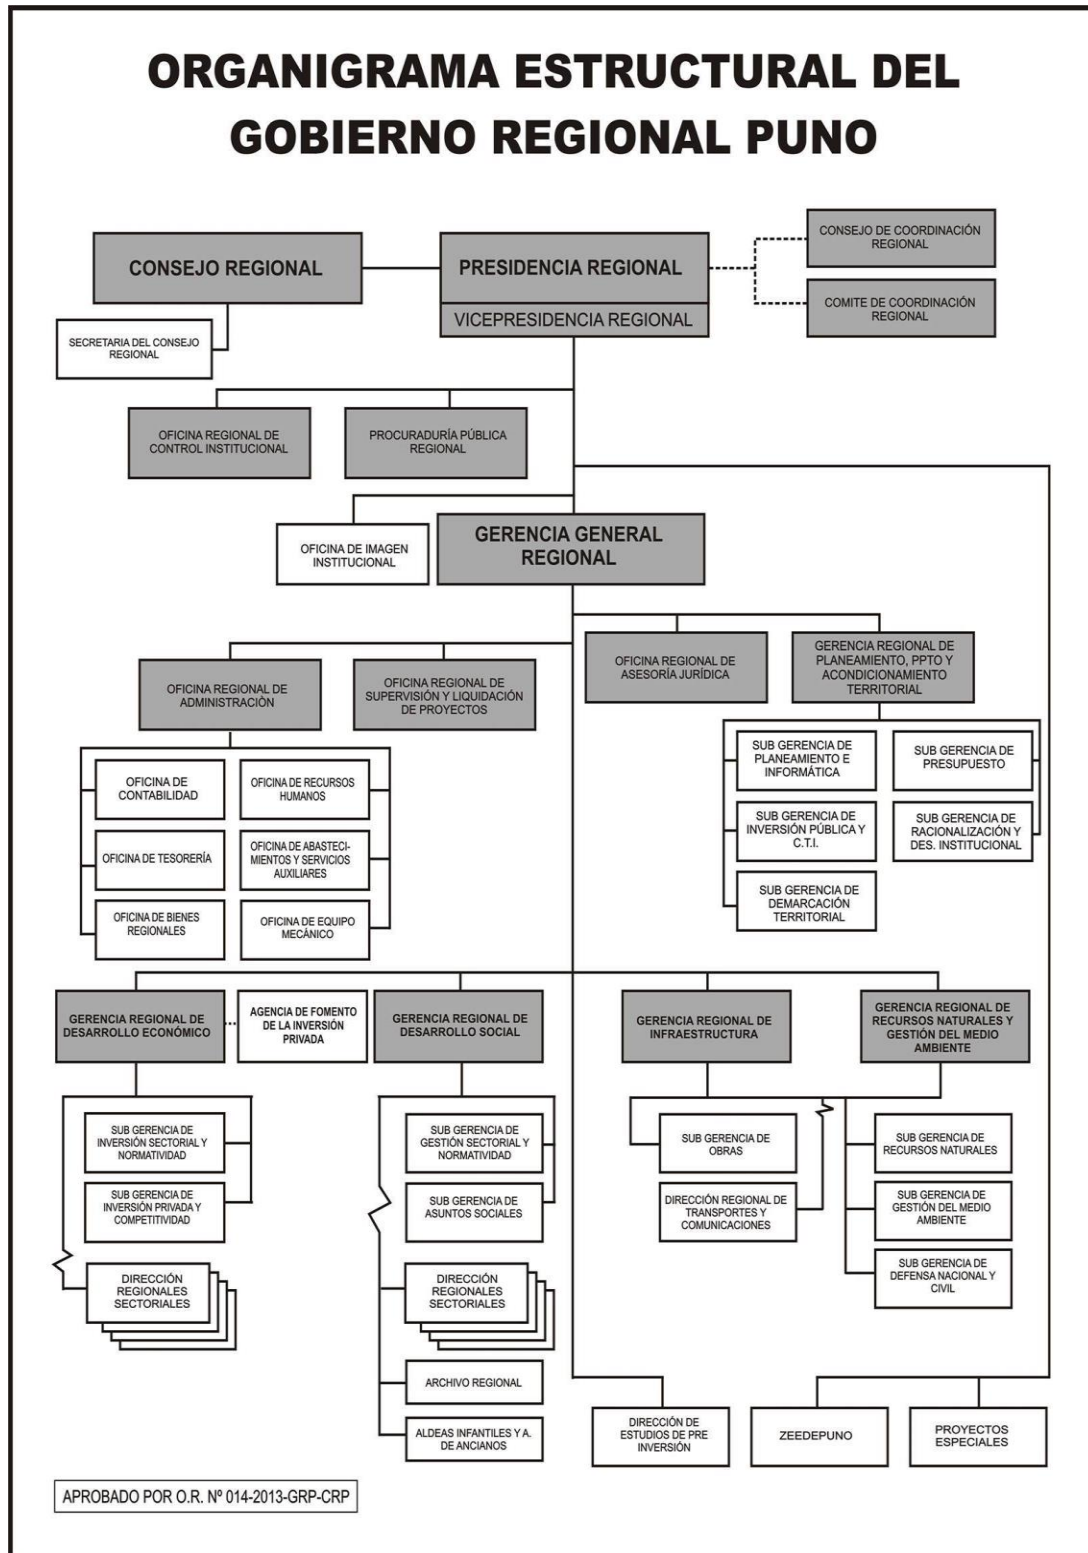 ORGANIGRAMA ESTRUCTURAL DEL
GOBIERNO REGIONAL PUNO
CONSEJO REGIONAL
PRESIDENCIA REGIONAL
VICEPRESIDENCIA REGIONAL
CONSEJO DE COORDINACIÓN
REGIONAL
COMITE DE COORDINACIÓN
REGIONAL
SECRETARIA DEL CONSEJO
REGIONAL
OFICINA REGIONAL DE
CONTROL INSTITUCIONAL
PROCURADURÍA PÚBLICA
REGIONAL
OFICINA DE IMAGEN
INSTITUCIONAL
GERENCIA GENERAL
REGIONAL
OFICINA REGIONAL DE
ADMINISTRACIÒN
OFICINA REGIONAL DE
SUPERVISIÓN Y LIQUIDACIÓN
DE PROYECTOS
OFICINA REGIONAL DE
ASESORÍA JURÍDICA
GERENCIA REGIONAL DE
PLANEAMIENTO, PPTO Y
ACONDICIONAMIENTO
TERRITORIAL
OFICINA DE
CONTABILIDAD
OFICINA DE RECURSOS
HUMANOS
OFICINA DE TESORERÍA
OFICINA DE ABASTECI-
MIENTOS Y SERVICIOS
AUXILIARES
OFICINA DE BIENES
REGIONALES
OFICINA DE EQUIPO
MECÁNICO
SUB GERENCIA DE
PLANEAMIENTO E
INFORMÁTICA
SUB GERENCIA DE
PRESUPUESTO
SUB GERENCIA DE
INVERSIÓN PÚBLICA Y
C.T.I.
SUB GERENCIA DE
RACIONALIZACIÓN Y
DES. INSTITUCIONAL
SUB GERENCIA DE
DEMARCACIÓN
TERRITORIAL
GERENCIA REGIONAL DE
DESARROLLO ECONÓMICO
AGENCIA DE FOMENTO
DE LA INVERSIÓN
PRIVADA
GERENCIA REGIONAL DE
DESARROLLO SOCIAL
GERENCIA REGIONAL DE
INFRAESTRUCTURA
GERENCIA REGIONAL DE
RECURSOS NATURALES Y
GESTIÓN DEL MEDIO
AMBIENTE
SUB GERENCIA DE
INVERSIÓN SECTORIAL Y
NORMATIVIDAD
SUB GERENCIA DE
INVERSIÓN PRIVADA Y
COMPETITIVIDAD
DIRECCIÓN
REGIONALES
SECTORIALES
SUB GERENCIA DE
GESTIÓN SECTORIAL Y
NORMATIVIDAD
SUB GERENCIA DE
ASUNTOS SOCIALES
DIRECCIÓN
REGIONALES
SECTORIALES
ARCHIVO REGIONAL
ALDEAS INFANTILES Y A.
DE ANCIANOS
SUB GERENCIA DE
OBRAS
DIRECCIÓN REGIONAL DE
TRANSPORTES Y
COMUNICACIONES
SUB GERENCIA DE
RECURSOS NATURALES
SUB GERENCIA DE
GESTIÓN DEL MEDIO
AMBIENTE
SUB GERENCIA DE
DEFENSA NACIONAL Y
CIVIL
DIRECCIÓN DE
ESTUDIOS DE PRE
INVERSIÓN
ZEEDEPUNO
PROYECTOS
ESPECIALES
APROBADO POR O.R. Nº 014-2013-GRP-CRP